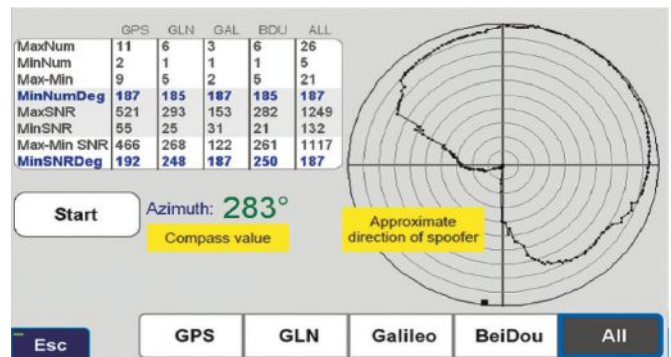 GPS GLN GAL BDU ALL
MaxNum 11 6 3 6 26
MinNum 2 1 1 1 5
Max-Min 9 5 2 5 21
MinNumDeg 187 185 187 185 187
MaxSNR 521 293 153 282 1249
MinSNR 55 25 31 21 132
Max-Min SNR 466 268 122 261 1117
MinSNRDeg 192 248 187 250 187
Start
Azimuth: 283°
Compass value
Approximate
direction of spoofer
Esc
GPS GLN Galileo BeiDou All